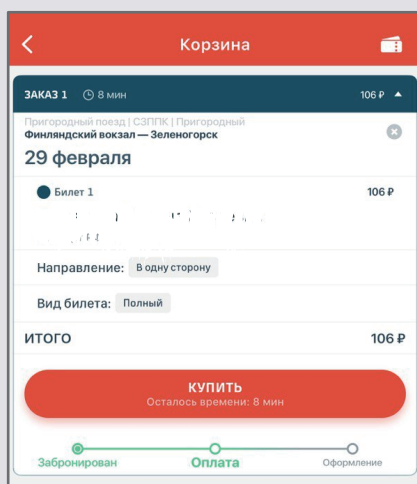 Корзина
ЗАКАЗ 1 8 мин 106 ₽
Пригородный поезд | СЗППК | Пригородный
Финляндский вокзал — Зеленогорск
29 февраля
Билет 1 106 ₽
Направление: В одну сторону
Вид билета: Полный
ИТОГО 106 ₽
КУПИТЬ
Осталось времени: 8 мин
Забронирован Оплата Оформление